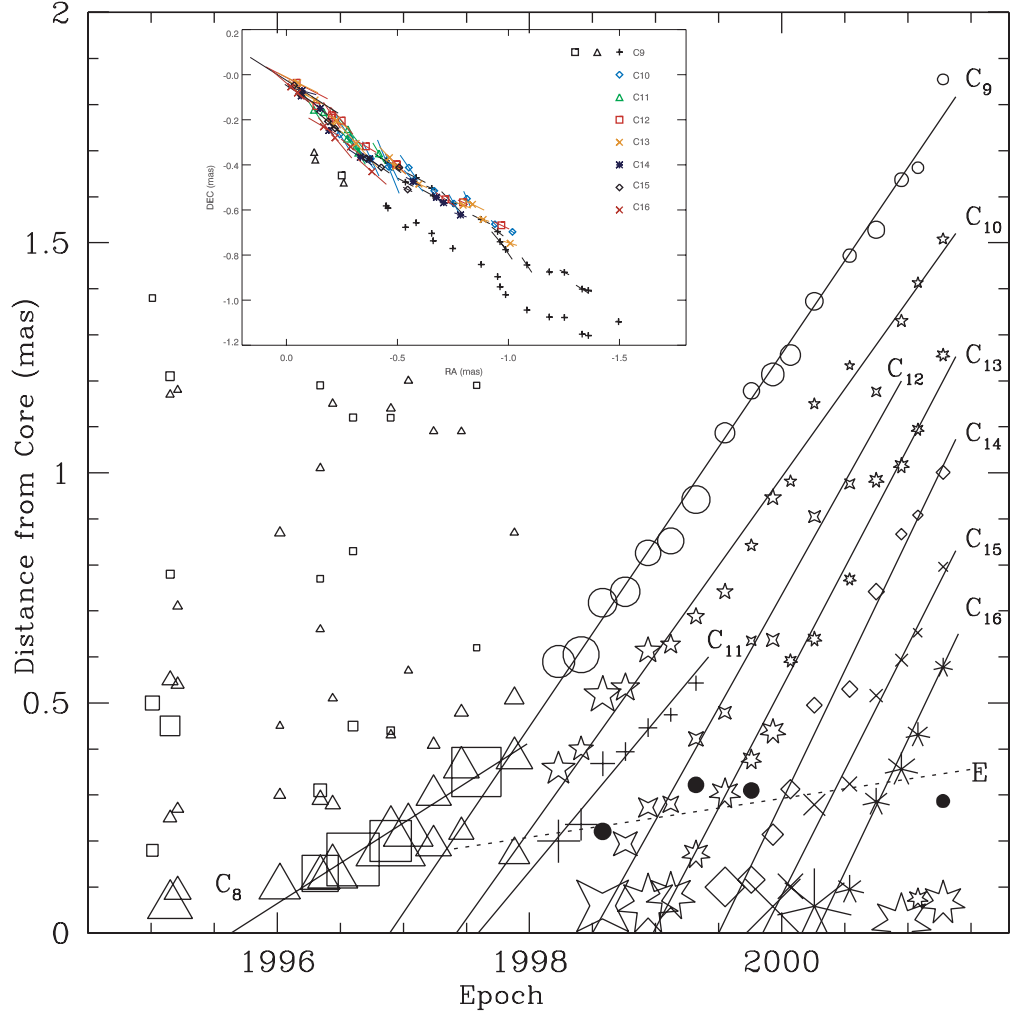 2
1.5
1
0.5
0
Distance from Core (mas)
1996
1998
2000
Epoch
C8
C9
C10
C12
C13
C14
C15
C16
C11
E
0.2
-0.0
-0.2
-0.4
-0.6
-0.8
-1.0
-1.2
DEC (mas)
0.0
-0.5
-1.0
-1.5
RA (mas)
C9
C10
C11
C12
C13
C14
C15
C16